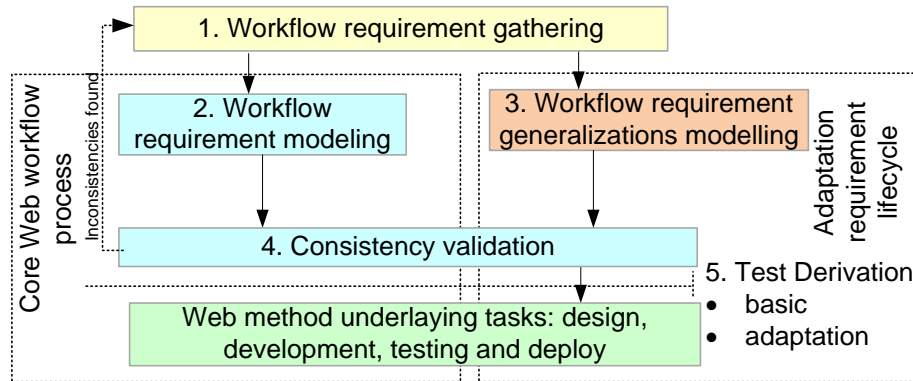 1. Workflow requirement gathering
Core Web workflow
process
Inconsistencies found
2. Workflow
requirement modeling
3. Workflow requirement
generalizations modelling
Adaptation
requirement
lifecycle
4. Consistency validation
5. Test Derivation
• basic
• adaptation
Web method underlaying tasks: design,
development, testing and deploy